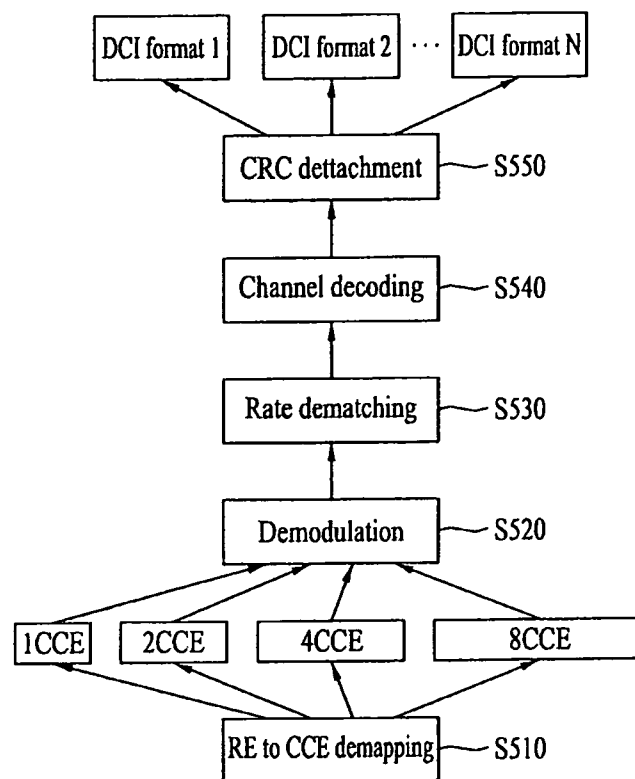 DCI format 1
DCI format 2
...
DCI format N
CRC dettachment
S550
Channel decoding
S540
Rate dematching
S530
Demodulation
S520
1CCE
2CCE
4CCE
8CCE
RE to CCE demapping
S510